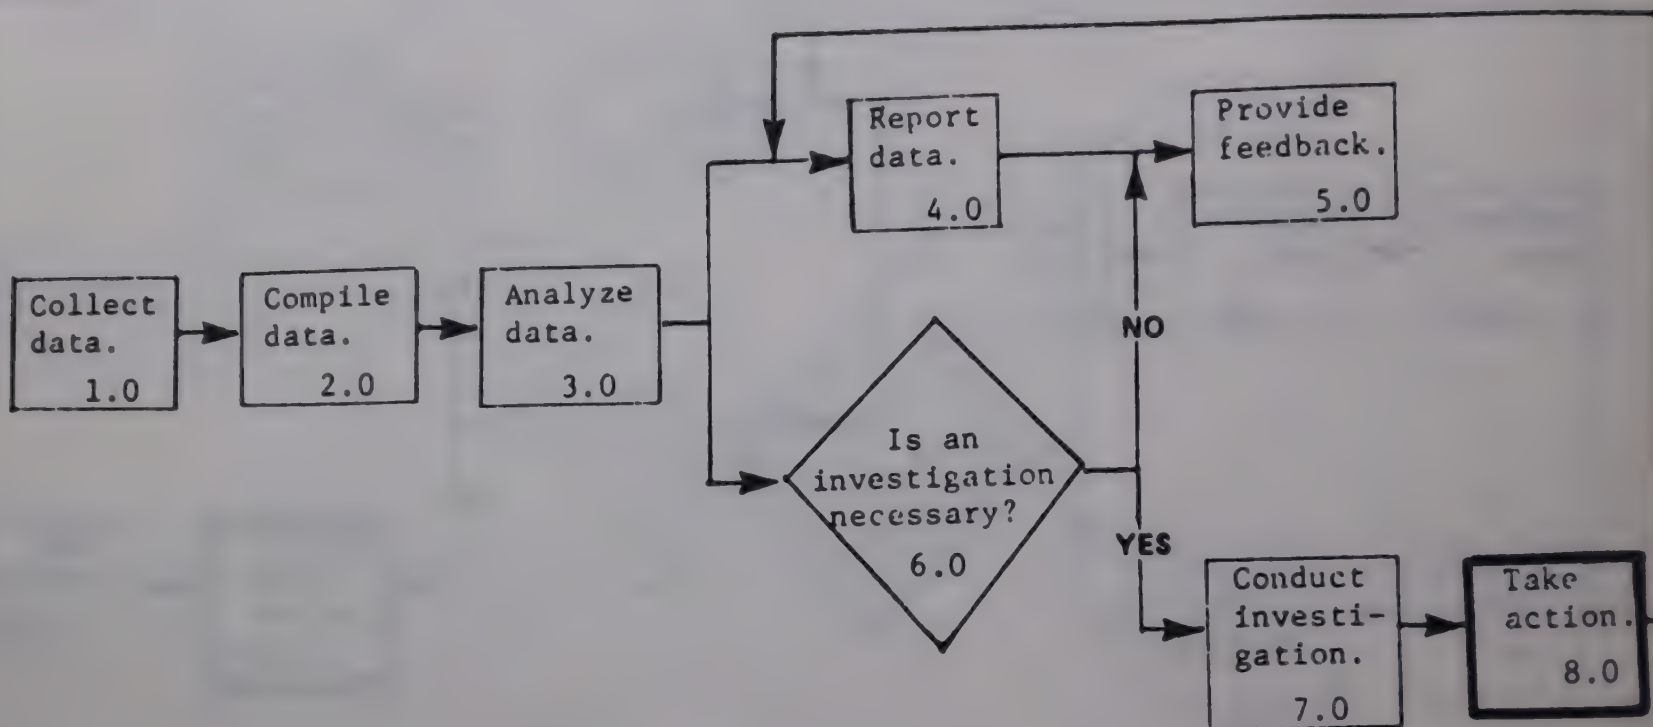 Collect
data.
1.0
Compile
data.
2.0
Analyze
data.
3.0
Report
data.
4.0
Provide
feedback.
5.0
Is an
investigation
necessary?
6.0
NO
YES
Conduct
investi-
gation.
7.0
Take
action.
8.0